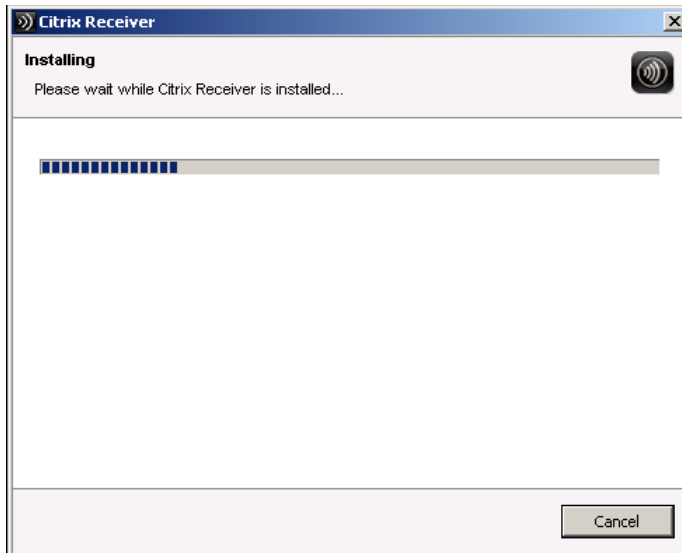 Citrix Receiver
Installing
Please wait while Citrix Receiver is installed...
Cancel